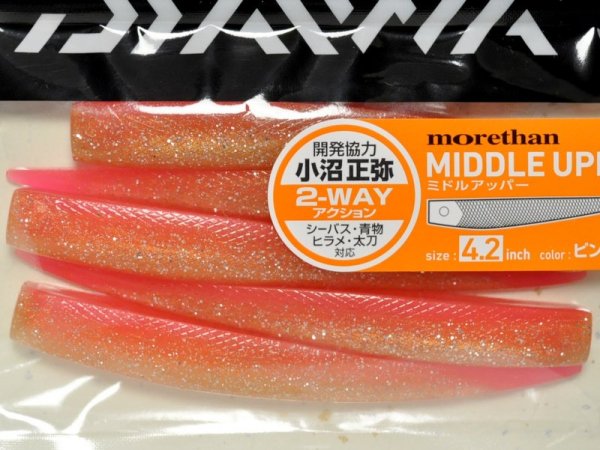 DAIWA
開発協力
小沼正弥
2-WAY
アクション
シーバス・青物
ヒラメ・太刀
対応
morethan
MIDDLE UPP
ミドルアッパー
size : 4.2 inch color : ピン